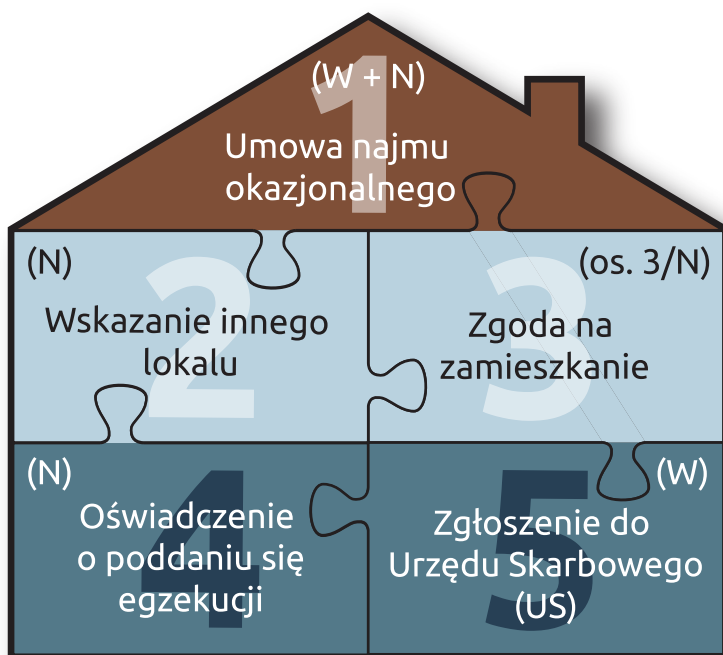 1
(W + N)
Umowa najmu
okazjonalnego
2
(N)
Wskazanie innego
lokalu
3
(os. 3/N)
Zgoda na
zamieszkanie
4
(N)
Oświadczenie
o poddaniu się
egzekucji
5
(W)
Zgłoszenie do
Urzędu Skarbowego
(US)